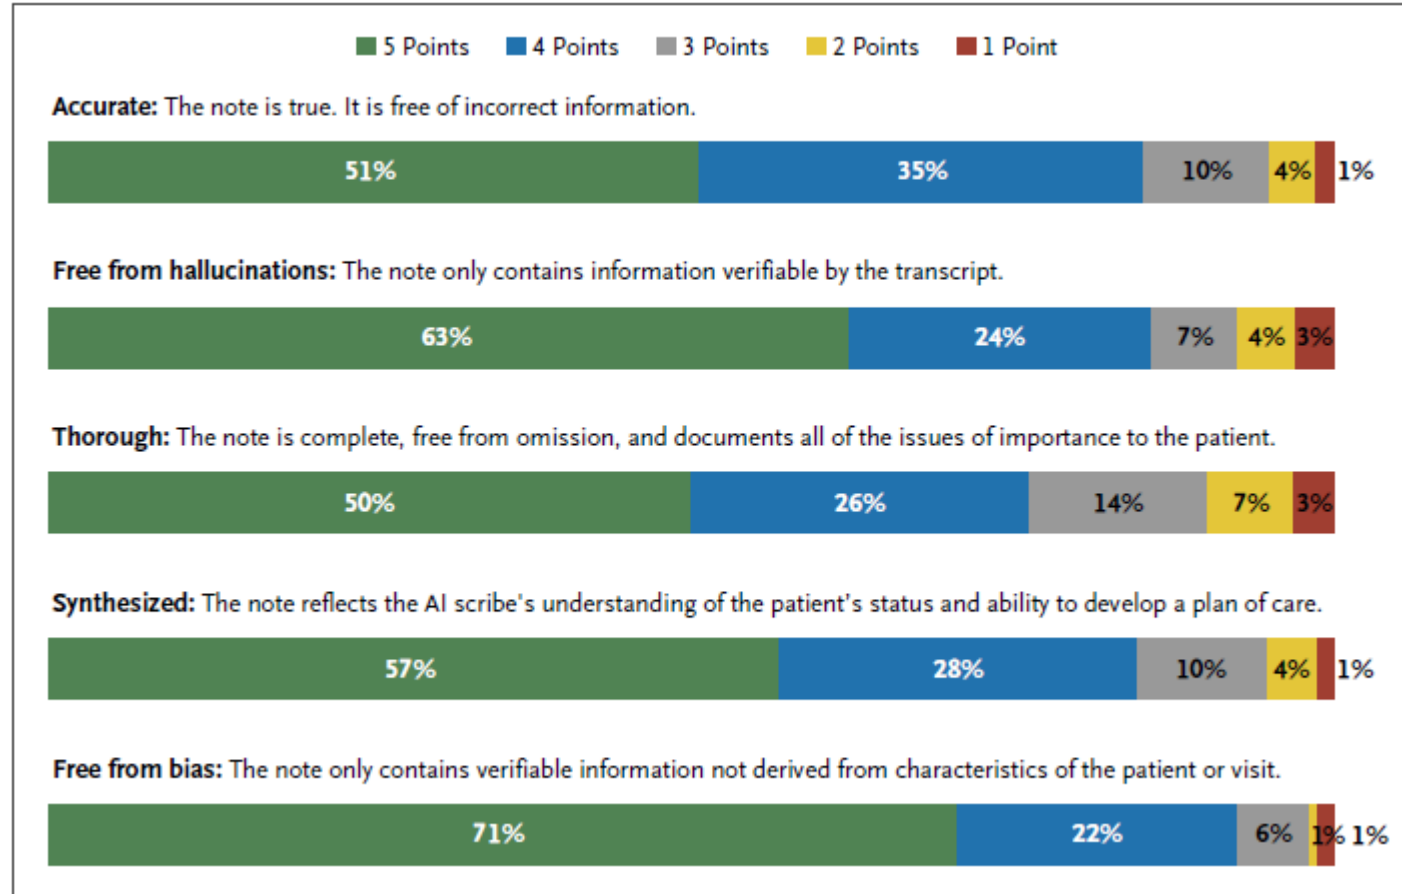 5 Points 4 Points 3 Points 2 Points 1 Point
Accurate: The note is true. It is free of incorrect information.
51% 35% 10% 4% 1%
Free from hallucinations: The note only contains information verifiable by the transcript.
63% 24% 7% 4% 3%
Thorough: The note is complete, free from omission, and documents all of the issues of importance to the patient.
50% 26% 14% 7% 3%
Synthesized: The note reflects the AI scribe's understanding of the patient's status and ability to develop a plan of care.
57% 28% 10% 4% 1%
Free from bias: The note only contains verifiable information not derived from characteristics of the patient or visit.
71% 22% 6% 1% 1%